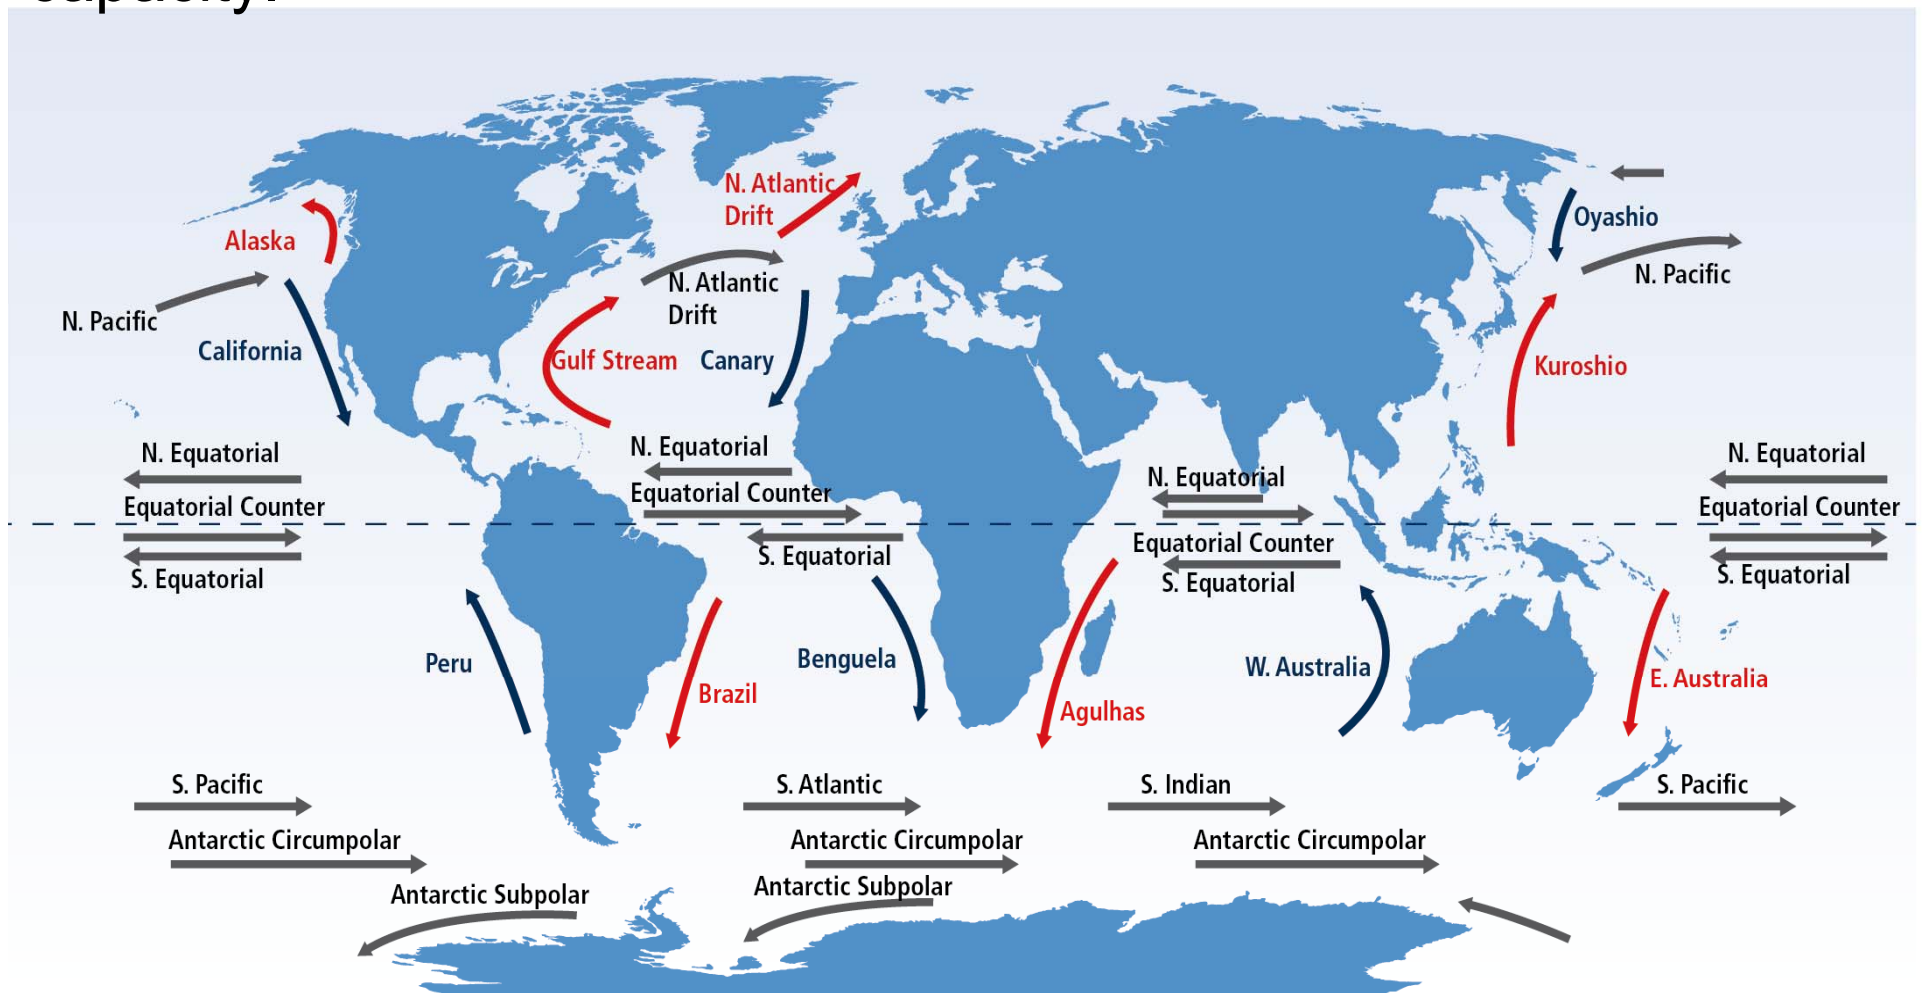 capacity.
N. Atlantic
Drift
Oyashio
Alaska
N. Pacific
N. Atlantic
Drift
N. Pacific
California
Gulf Stream
Canary
Kuroshio
N. Equatorial
N. Equatorial
N. Equatorial
N. Equatorial
Equatorial Counter
Equatorial Counter
Equatorial Counter
Equatorial Counter
S. Equatorial
S. Equatorial
S. Equatorial
S. Equatorial
Peru
Brazil
Benguela
Agulhas
W. Australia
E. Australia
S. Pacific
S. Atlantic
S. Indian
S. Pacific
Antarctic Circumpolar
Antarctic Circumpolar
Antarctic Circumpolar
Antarctic Subpolar
Antarctic Subpolar